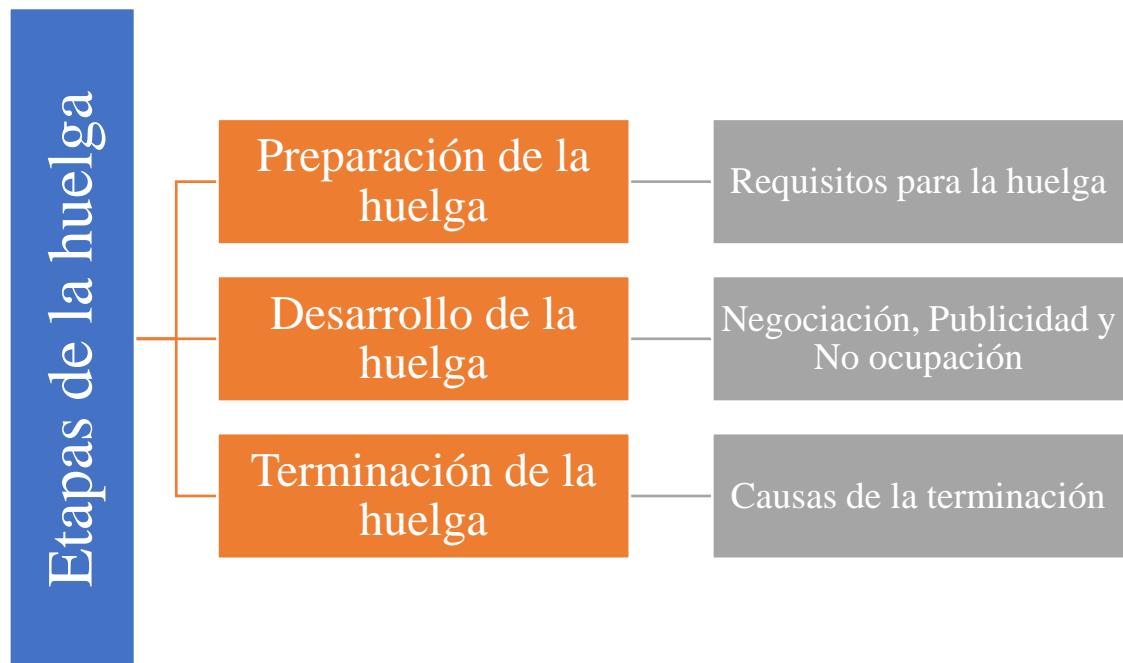 Etapas de la huelga
Preparación de la
huelga
Requisitos para la huelga
Desarrollo de la
huelga
Negociación, Publicidad y
No ocupación
Terminación de la
huelga
Causas de la terminación